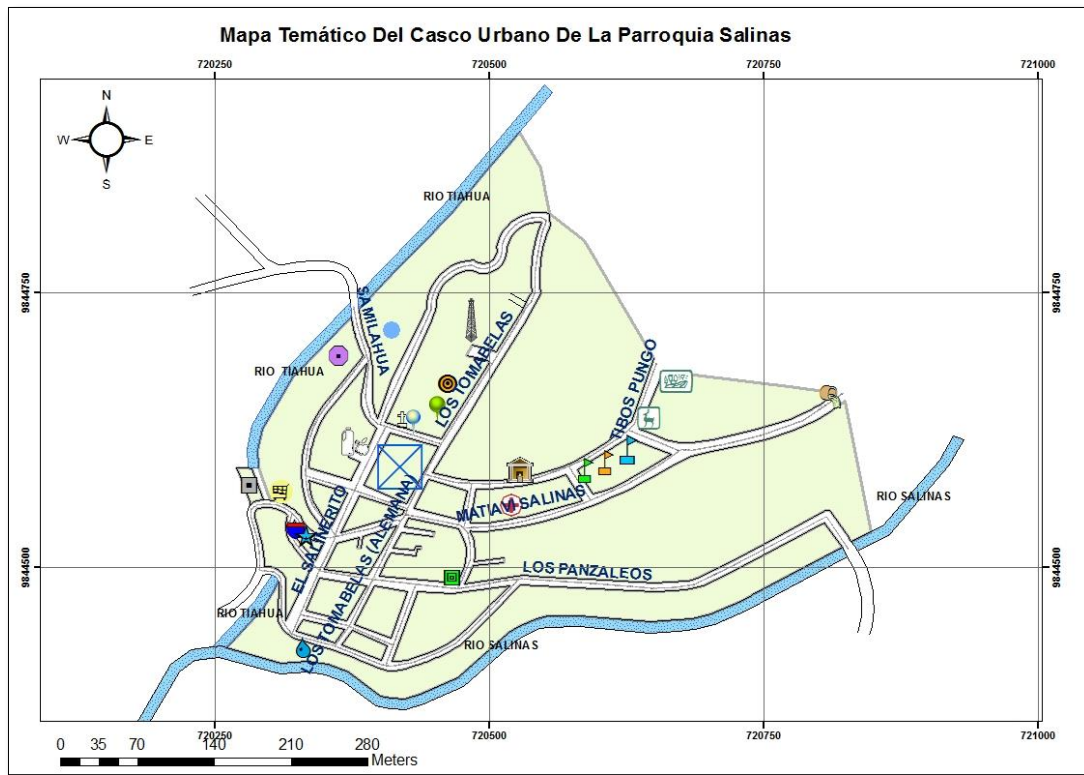 Mapa Temático Del Casco Urbano De La Parroquia Salinas
720250 720500 720750 721000
N
W E
S
RIO TIAHUA
9844750 9844750
SAMILAHUA
LOS TOMABELAS
RIO TIAHUA
TIBOS PUNGO
EL SALINERITO
LOS TOMABELAS (ALEMANA)
MATIAVI SALINAS
RIO SALINAS
LOS PANZALEOS
9844500 9844500
RIO TIAHUA
RIO SALINAS
720250 720500 720750 721000
0 35 70 140 210 280
Meters